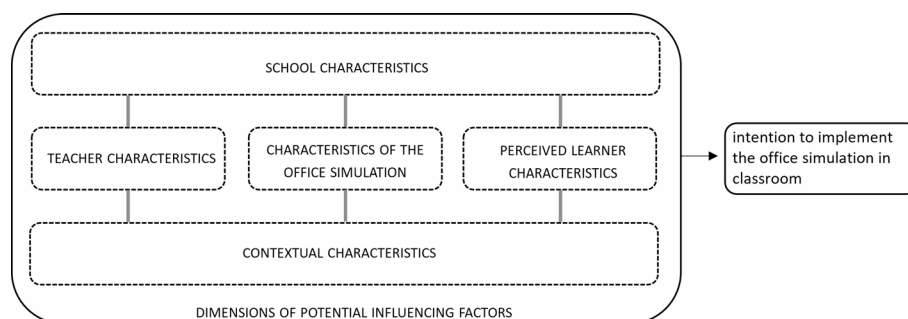 SCHOOL CHARACTERISTICS
TEACHER CHARACTERISTICS
CHARACTERISTICS OF THE
OFFICE SIMULATION
PERCEIVED LEARNER
CHARACTERISTICS
CONTEXTUAL CHARACTERISTICS
DIMENSIONS OF POTENTIAL INFLUENCING FACTORS
intention to implement
the office simulation in
classroom